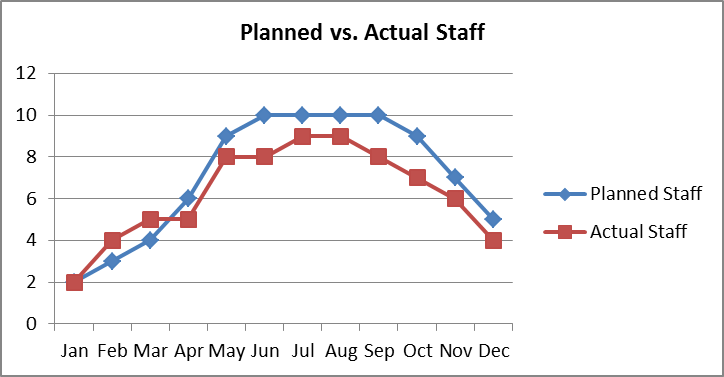 Planned vs. Actual Staff
12
10
8
6
4
2
0
Jan Feb Mar Apr May Jun Jul Aug Sep Oct Nov Dec
Planned Staff
Actual Staff